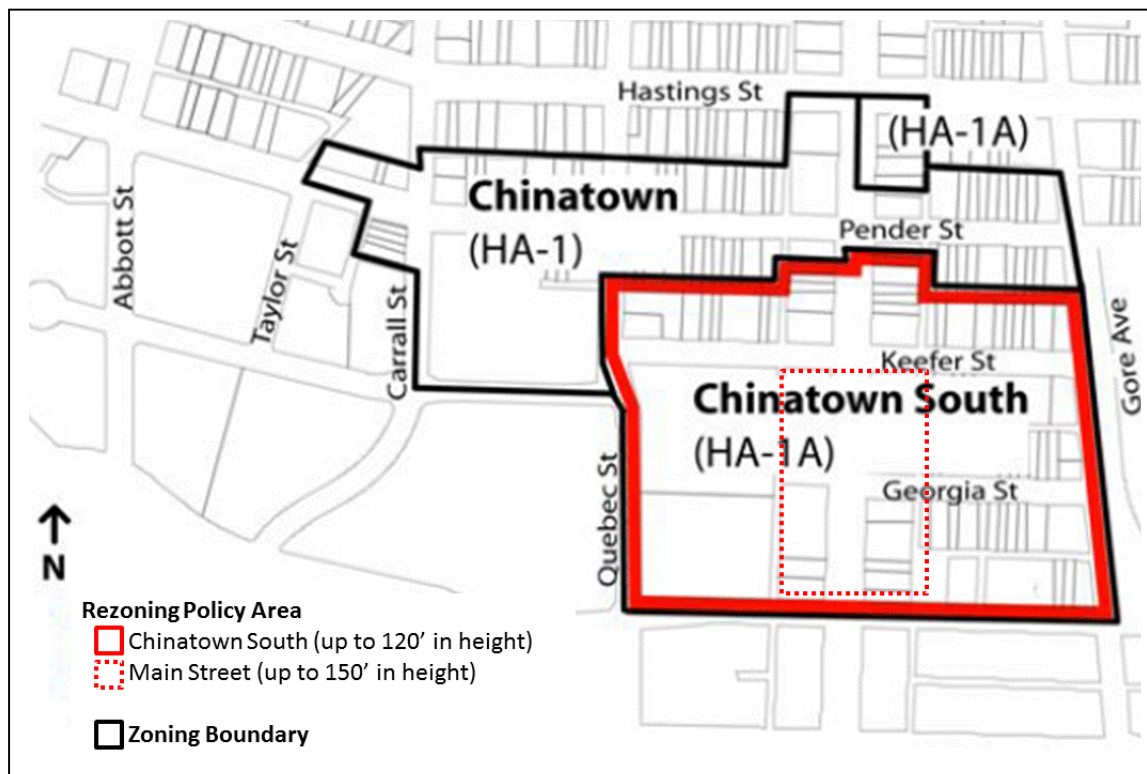 Hastings St
(HA-1A)
Chinatown
(HA-1)
Pender St
Abbott St
Taylor St
Carrall St
Gore Ave
Keefer St
Chinatown South
(HA-1A)
Georgia St
Quebec St
N
Rezoning Policy Area
Chinatown South (up to 120’ in height)
Main Street (up to 150’ in height)
Zoning Boundary